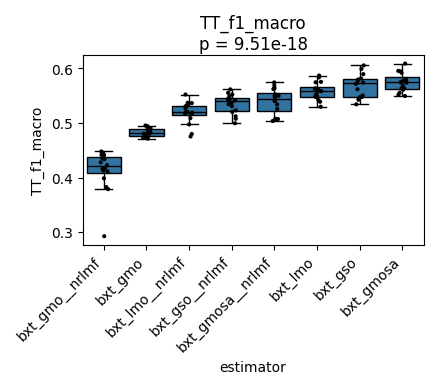 TT_f1_macro
p = 9.51e-18
TT_f1_macro
0.6
0.5
0.4
0.3
bxt_gmo__nrlmf
bxt_gmo
bxt_lmo__nrlmf
bxt_gso__nrlmf
bxt_gmosa__nrlmf
bxt_lmo
bxt_gso
bxt_gmosa
estimator